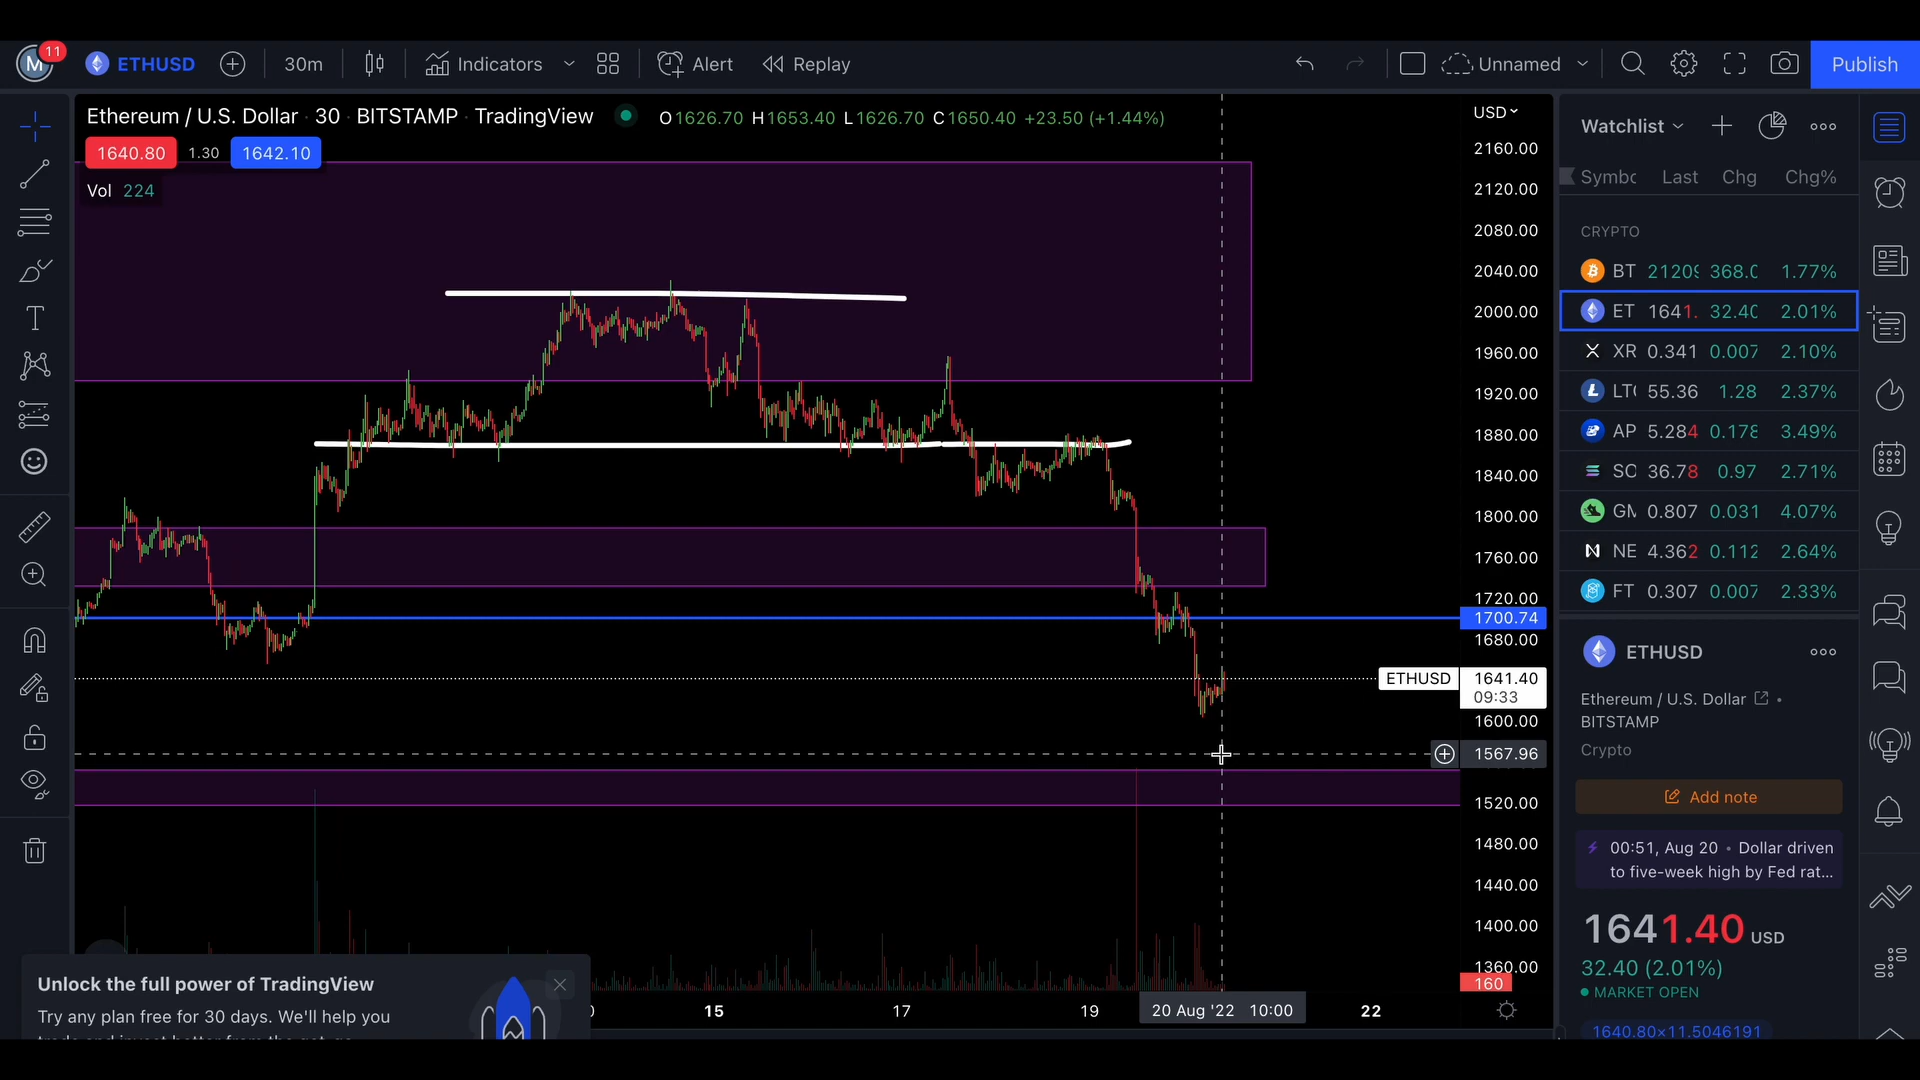 M 11 ETHUSD 30m Indicators Alert Replay Unnamed Publish
Ethereum / U.S. Dollar · 30 · BITSTAMP · TradingView O1626.70 H1653.40 L1626.70 C1650.40 +23.50 (+1.44%)
1640.80 1.30 1642.10
Vol 224
USD
2160.00
2120.00
2080.00
2040.00
2000.00
1960.00
1920.00
1880.00
1840.00
1800.00
1760.00
1720.00
1700.74
1680.00
ETHUSD 1641.40
09:33
1600.00
1567.96
1520.00
1480.00
1440.00
1400.00
1360.00
160
15 17 19 20 Aug '22 10:00 22
Unlock the full power of TradingView
Try any plan free for 30 days. We'll help you
Watchlist
Symbc Last Chg Chg%
CRYPTO
BT 21209 368.0 1.77%
ET 1641. 32.40 2.01%
XR 0.341 0.007 2.10%
LT 55.36 1.28 2.37%
AP 5.284 0.178 3.49%
SO 36.78 0.97 2.71%
GM 0.807 0.031 4.07%
NE 4.362 0.112 2.64%
FT 0.307 0.007 2.33%
ETHUSD
Ethereum / U.S. Dollar •
BITSTAMP
Crypto
Add note
00:51, Aug 20 • Dollar driven
to five-week high by Fed rat...
1641.40 USD
32.40 (2.01%)
MARKET OPEN
1640.80×11.5046191